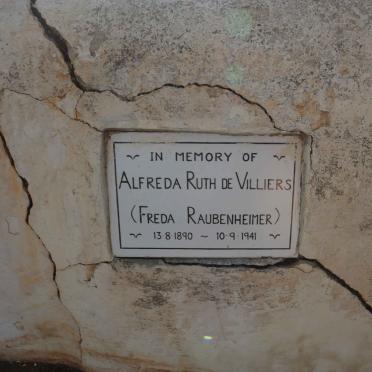 IN MEMORY OF
ALFREDA RUTH DE VILLIERS
(FREDA RAUBENHEIMER)
13·8·1890 ~ 10·9·1941